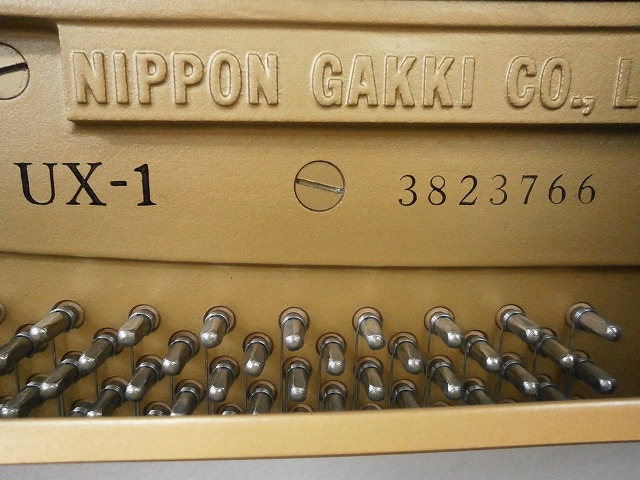 NIPPON GAKKI CO., L
UX-1 3823766